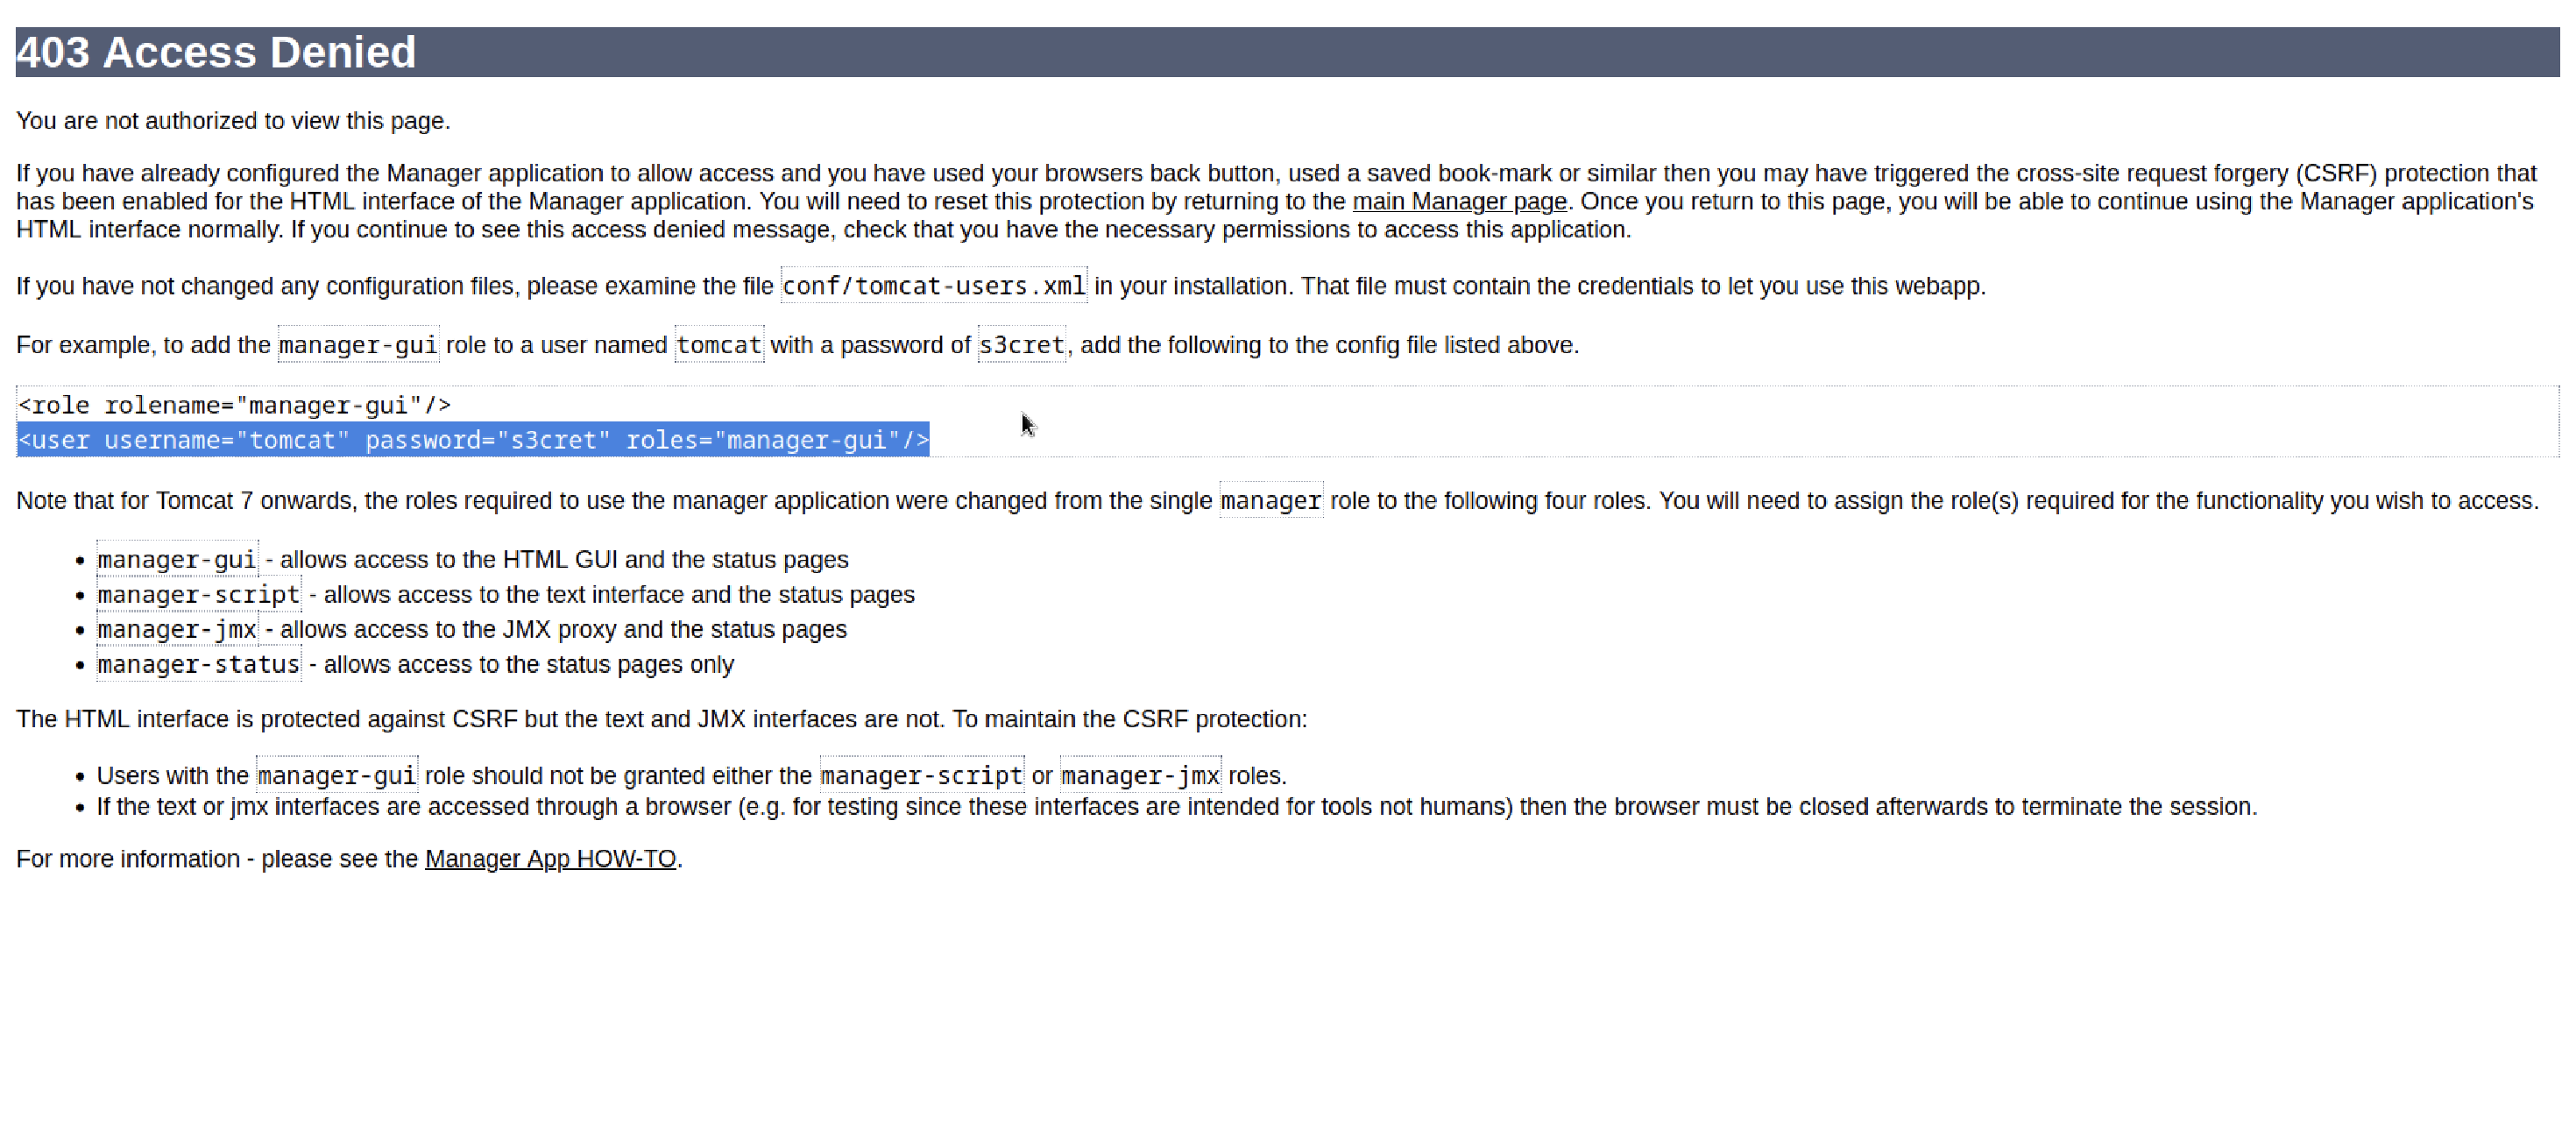 403 Access Denied
You are not authorized to view this page.
If you have already configured the Manager application to allow access and you have used your browsers back button, used a saved book-mark or similar then you may have triggered the cross-site request forgery (CSRF) protection that
has been enabled for the HTML interface of the Manager application. You will need to reset this protection by returning to the main Manager page. Once you return to this page, you will be able to continue using the Manager application's
HTML interface normally. If you continue to see this access denied message, check that you have the necessary permissions to access this application.
If you have not changed any configuration files, please examine the file conf/tomcat-users.xml in your installation. That file must contain the credentials to let you use this webapp.
For example, to add the manager-gui role to a user named tomcat with a password of s3cret, add the following to the config file listed above.
<role rolename="manager-gui"/>
<user username="tomcat" password="s3cret" roles="manager-gui"/>
Note that for Tomcat 7 onwards, the roles required to use the manager application were changed from the single manager role to the following four roles. You will need to assign the role(s) required for the functionality you wish to access.
• manager-gui - allows access to the HTML GUI and the status pages
• manager-script - allows access to the text interface and the status pages
• manager-jmx - allows access to the JMX proxy and the status pages
• manager-status - allows access to the status pages only
The HTML interface is protected against CSRF but the text and JMX interfaces are not. To maintain the CSRF protection:
• Users with the manager-gui role should not be granted either the manager-script or manager-jmx roles.
• If the text or jmx interfaces are accessed through a browser (e.g. for testing since these interfaces are intended for tools not humans) then the browser must be closed afterwards to terminate the session.
For more information - please see the Manager App HOW-TO.